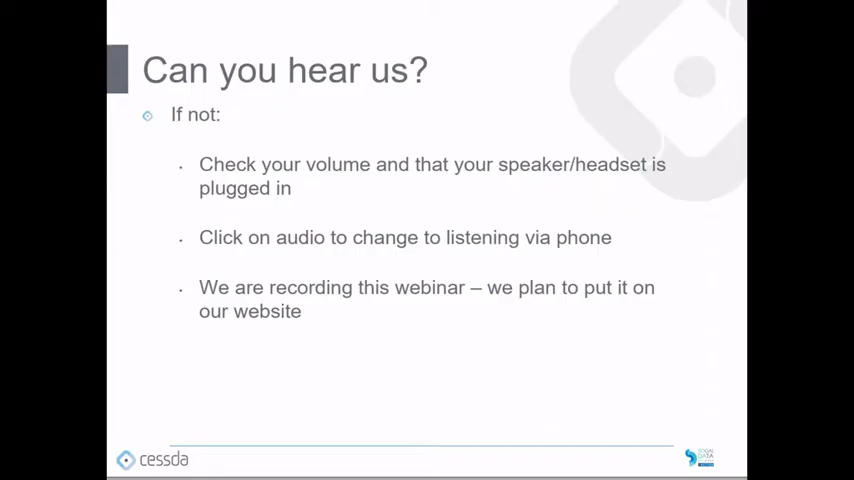 Can you hear us?
If not:
Check your volume and that your speaker/headset is
plugged in
Click on audio to change to listening via phone
We are recording this webinar – we plan to put it on
our website
cessda